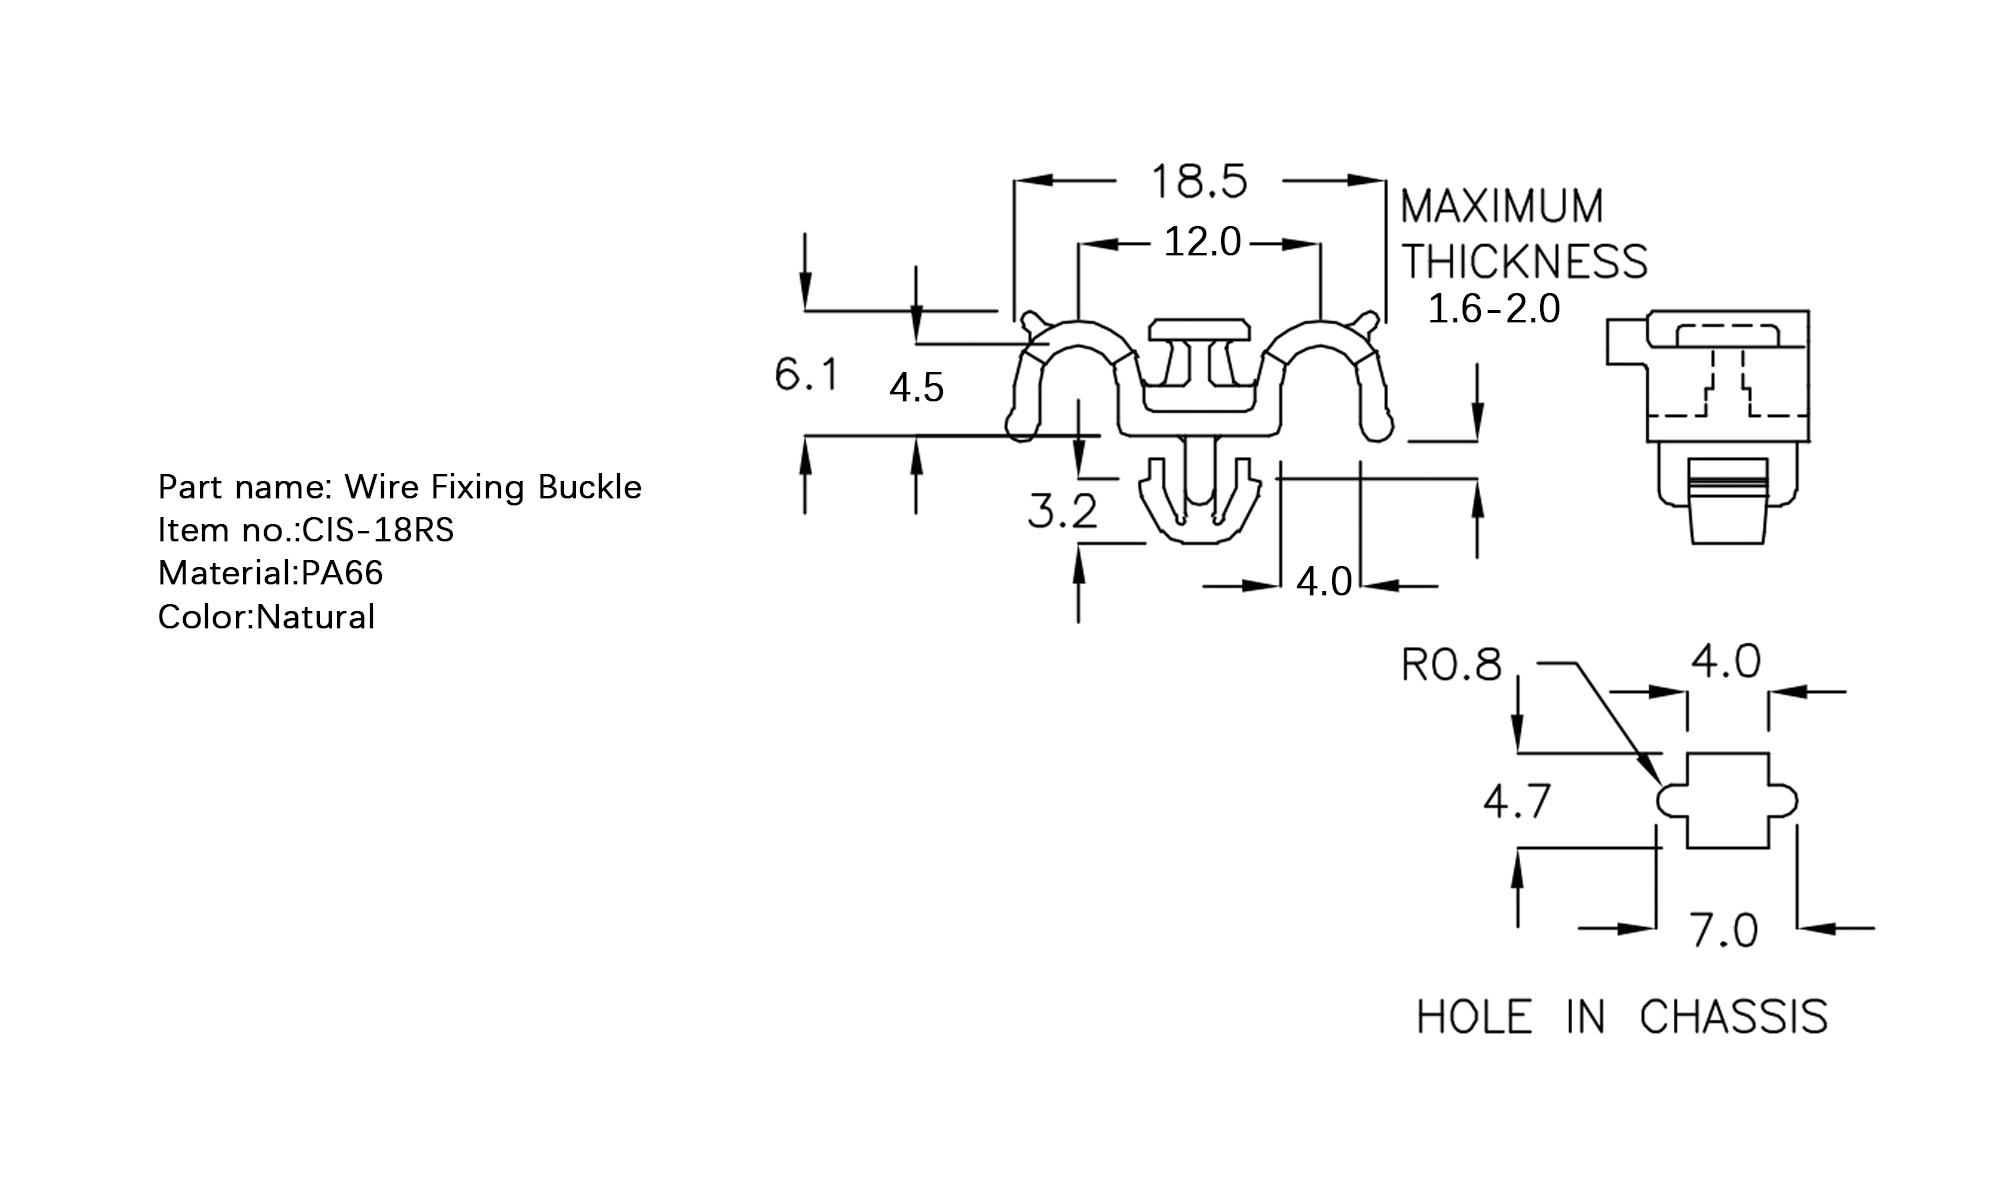 18.5
MAXIMUM
THICKNESS
1.6-2.0
12.0
6.1
4.5
3.2
4.0
Part name: Wire Fixing Buckle
Item no.:CIS-18RS
Material:PA66
Color:Natural
R0.8
4.0
4.7
7.0
HOLE IN CHASSIS